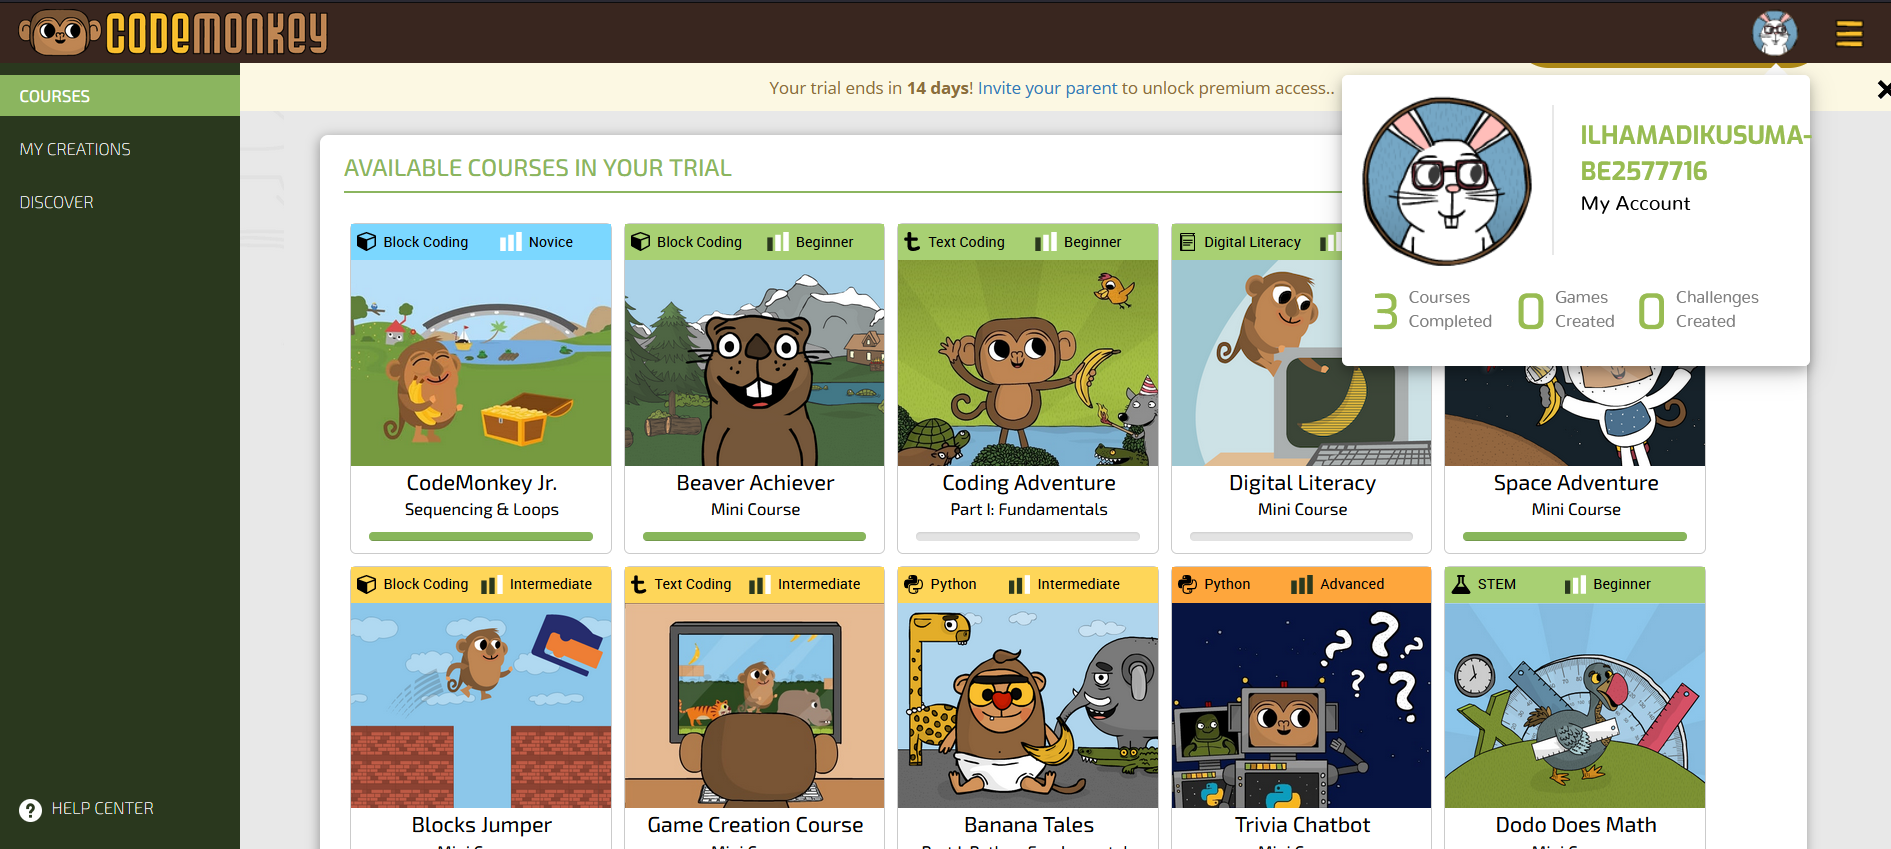 CODEMONKEY
COURSES
MY CREATIONS
DISCOVER
HELP CENTER
Your trial ends in 14 days! Invite your parent to unlock premium access..
ILHAMADIKUSUMA-
BE2577716
My Account
3 Courses Completed
0 Games Created
0 Challenges Created
AVAILABLE COURSES IN YOUR TRIAL
Block Coding Novice
CodeMonkey Jr.
Sequencing & Loops
Block Coding Beginner
Beaver Achiever
Mini Course
Text Coding Beginner
Coding Adventure
Part I: Fundamentals
Digital Literacy
Digital Literacy
Mini Course
Space Adventure
Mini Course
Block Coding Intermediate
Blocks Jumper
Text Coding Intermediate
Game Creation Course
Python Intermediate
Banana Tales
Python Advanced
Trivia Chatbot
STEM Beginner
Dodo Does Math